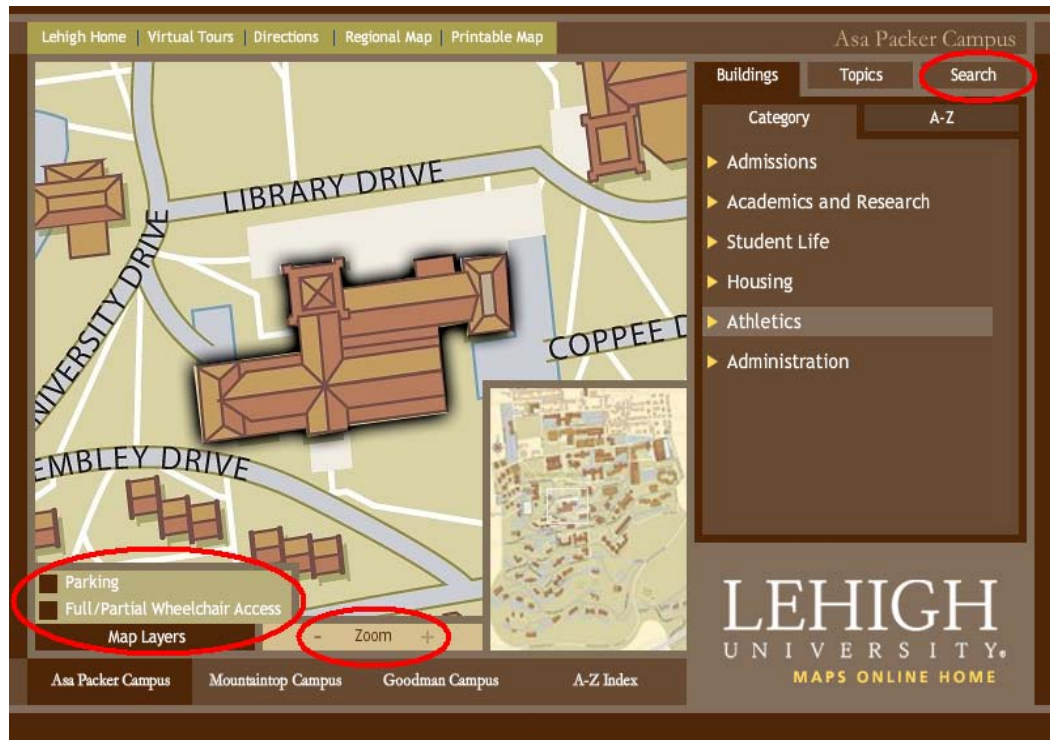 Lehigh Home | Virtual Tours | Directions | Regional Map | Printable Map
Asa Packer Campus
Buildings
Topics
Search
Category
A-Z
Admissions
Academics and Research
Student Life
Housing
Athletics
Administration
LIBRARY DRIVE
NIVERSITY DRIVE
COPPEE D
EMBLEY DRIVE
Parking
Full/Partial Wheelchair Access
Map Layers
- Zoom +
Asa Packer Campus
Mountaintop Campus
Goodman Campus
A-Z Index
LEHIGH
UNIVERSITY.
MAPS ONLINE HOME